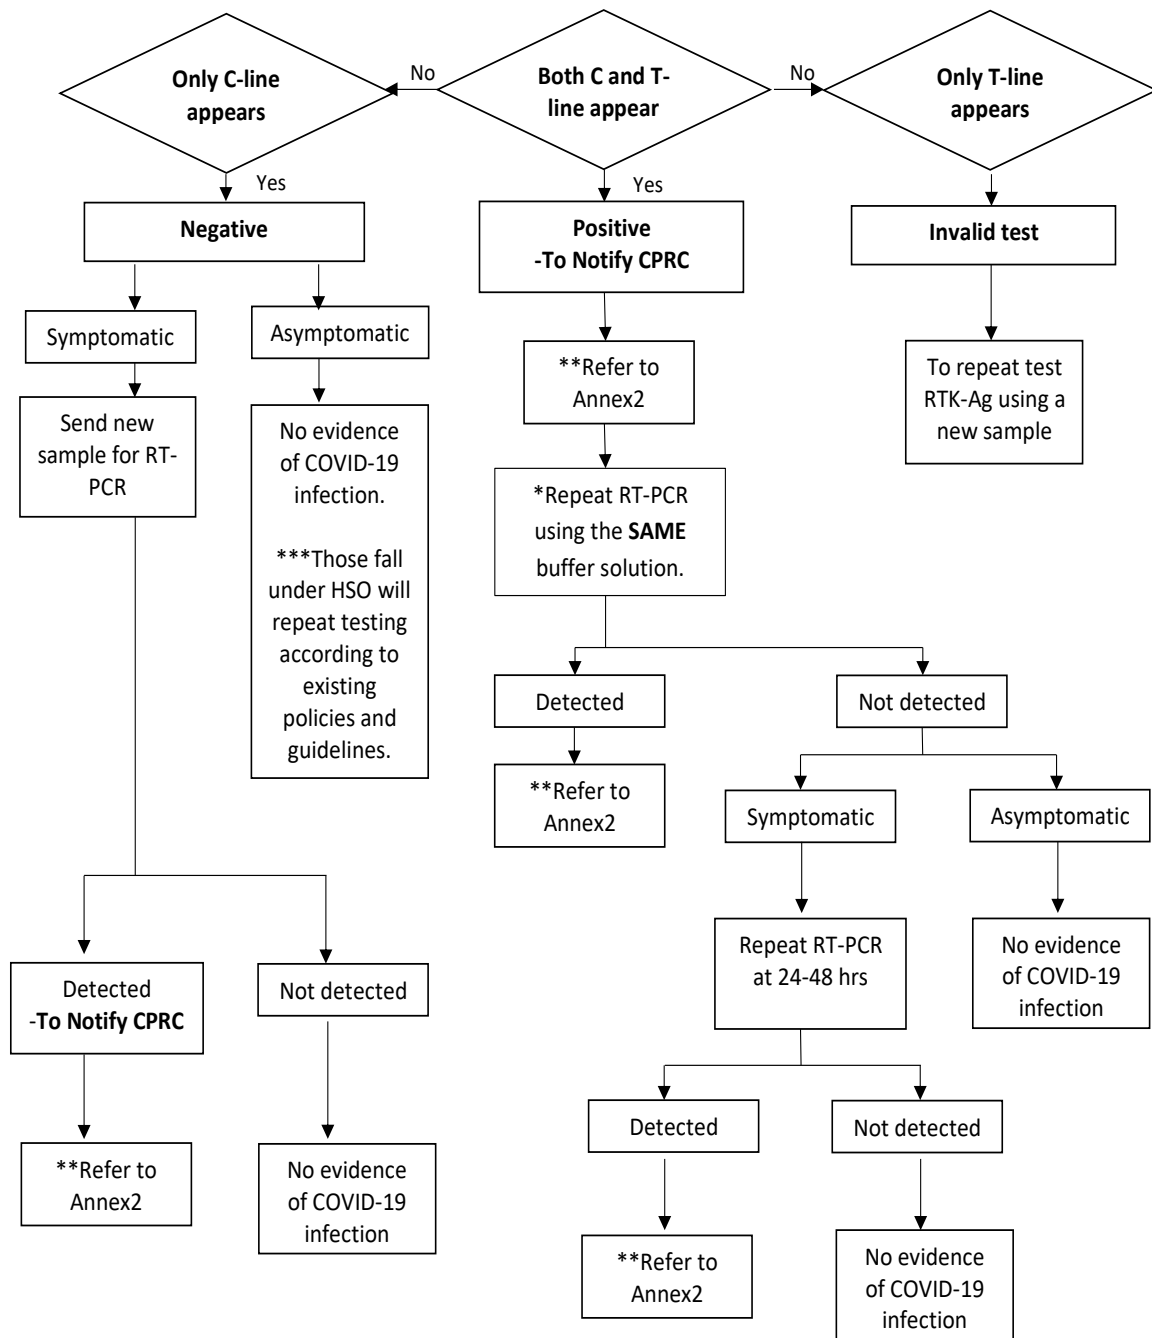 Only C-line
appears
No
Both C and T-
line appear
No
Only T-line
appears
Yes
Yes
Negative
Positive
-To Notify CPRC
Invalid test
Symptomatic
Asymptomatic
**Refer to
Annex2
To repeat test
RTK-Ag using a
new sample
Send new
sample for RT-
PCR
No evidence
of COVID-19
infection.
***Those fall
under HSO will
repeat testing
according to
existing
policies and
guidelines.
*Repeat RT-PCR
using the SAME
buffer solution.
Detected
Not detected
**Refer to
Annex2
Symptomatic
Asymptomatic
Repeat RT-PCR
at 24-48 hrs
No evidence
of COVID-19
infection
Detected
-To Notify CPRC
Not detected
Detected
Not detected
**Refer to
Annex2
No evidence
of COVID-19
infection
**Refer to
Annex2
No evidence
of COVID-19
infection